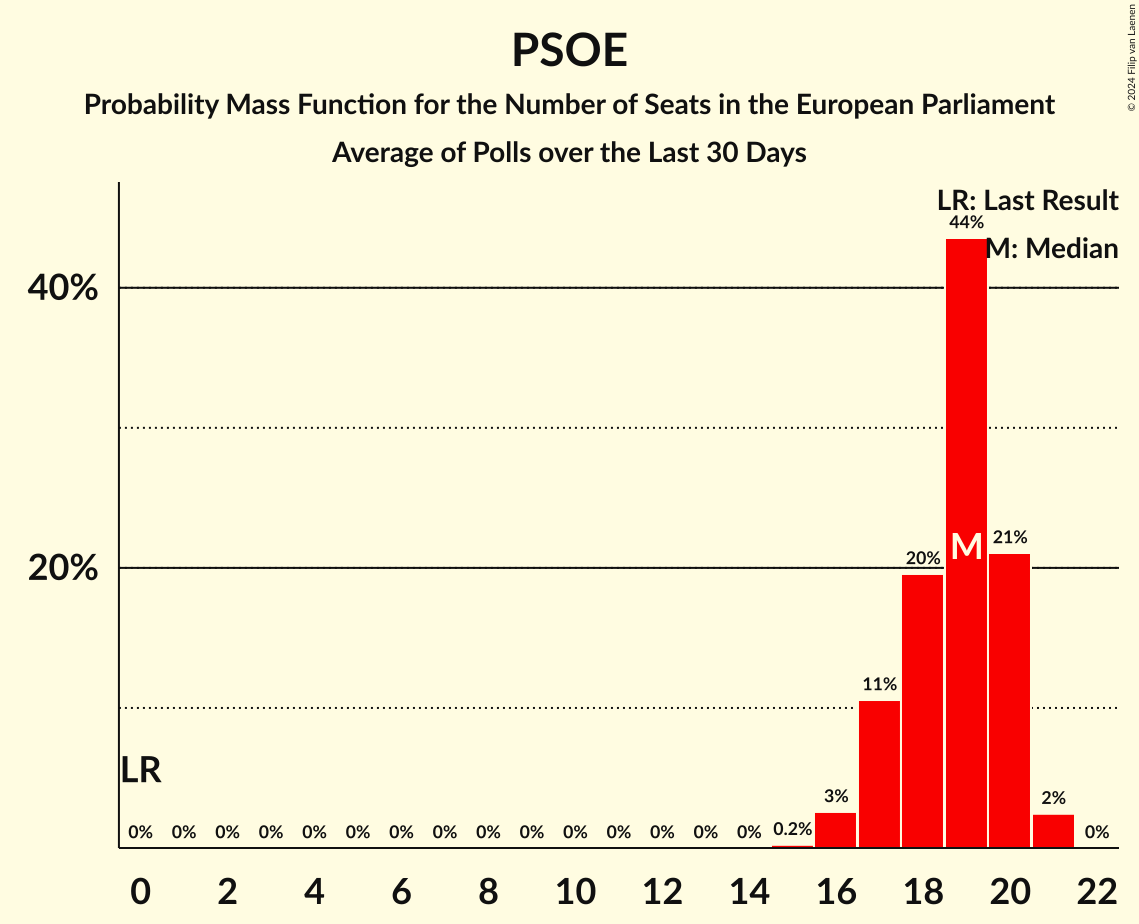 PSOE
Probability Mass Function for the Number of Seats in the European Parliament
Average of Polls over the Last 30 Days
© 2024 Filip van Laenen
LR: Last Result
M: Median
44%
40%
M
21%
20%
20%
11%
LR
3%
2%
0% 0% 0% 0% 0% 0% 0% 0% 0% 0% 0% 0% 0% 0% 0% 0.2% 0%
0 2 4 6 8 10 12 14 16 18 20 22